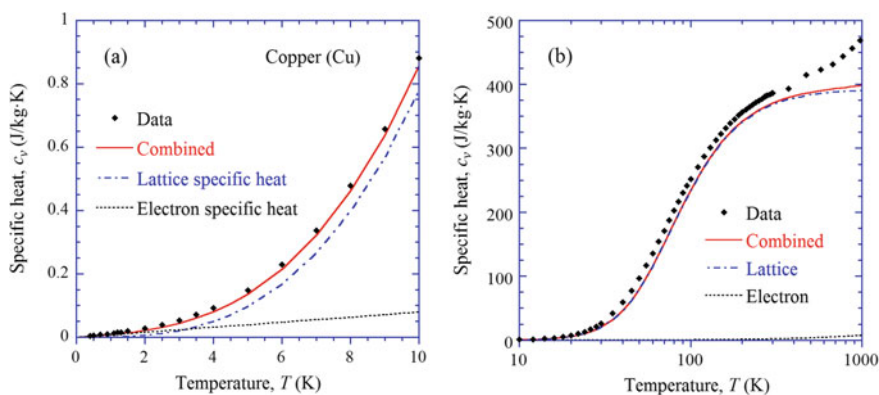 (a)
Copper (Cu)
Data
Combined
Lattice specific heat
Electron specific heat
Specific heat, cv (J/kg·K)
1
0.8
0.6
0.4
0.2
0
0 2 4 6 8 10
Temperature, T (K)
(b)
Data
Combined
Lattice
Electron
Specific heat, cv (J/kg·K)
500
400
300
200
100
0
10 100 1000
Temperature, T (K)